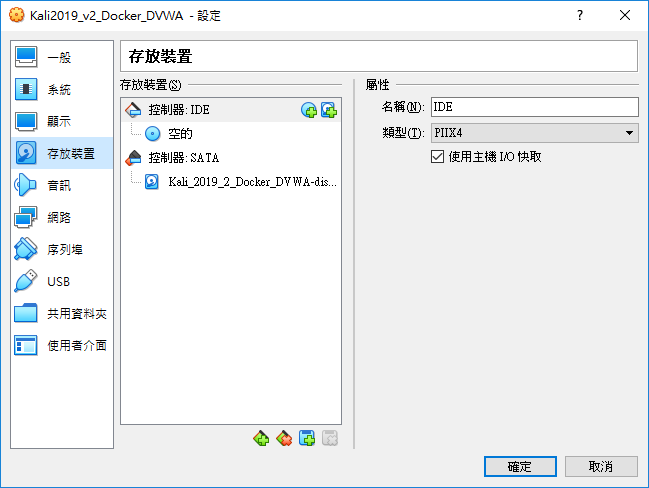 Kali2019_v2_Docker_DVWA - 設定
一般
系統
顯示
存放裝置
音訊
網路
序列埠
USB
共用資料夾
使用者介面
存放裝置
存放裝置(S)
控制器: IDE
空的
控制器: SATA
Kali_2019_2_Docker_DVWA-dis...
屬性
名稱(N): IDE
類型(T): PIIX4
使用主機 I/O 快取
確定
取消